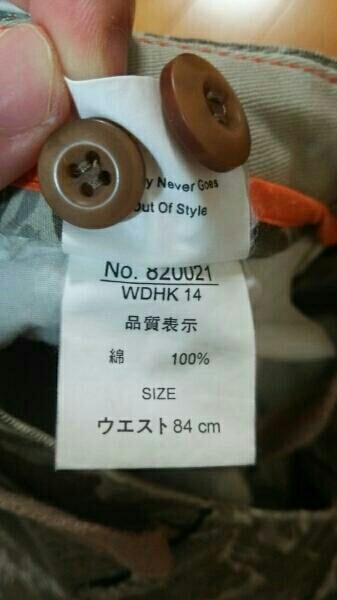 Never Goes
Out Of Style
No. 820021
WDHK 14
品質表示
綿 100%
SIZE
ウエスト 84 cm